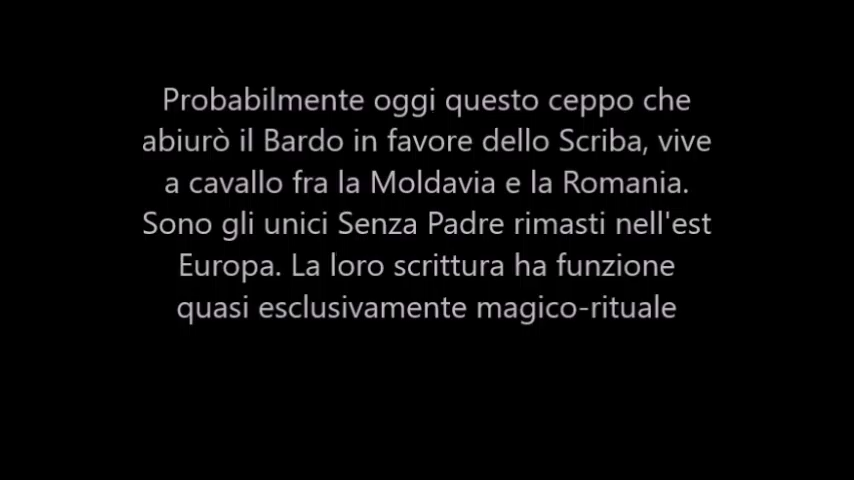 Probabilmente oggi questo ceppo che
abiurò il Bardo in favore dello Scriba, vive
a cavallo fra la Moldavia e la Romania.
Sono gli unici Senza Padre rimasti nell'est
Europa. La loro scrittura ha funzione
quasi esclusivamente magico-rituale